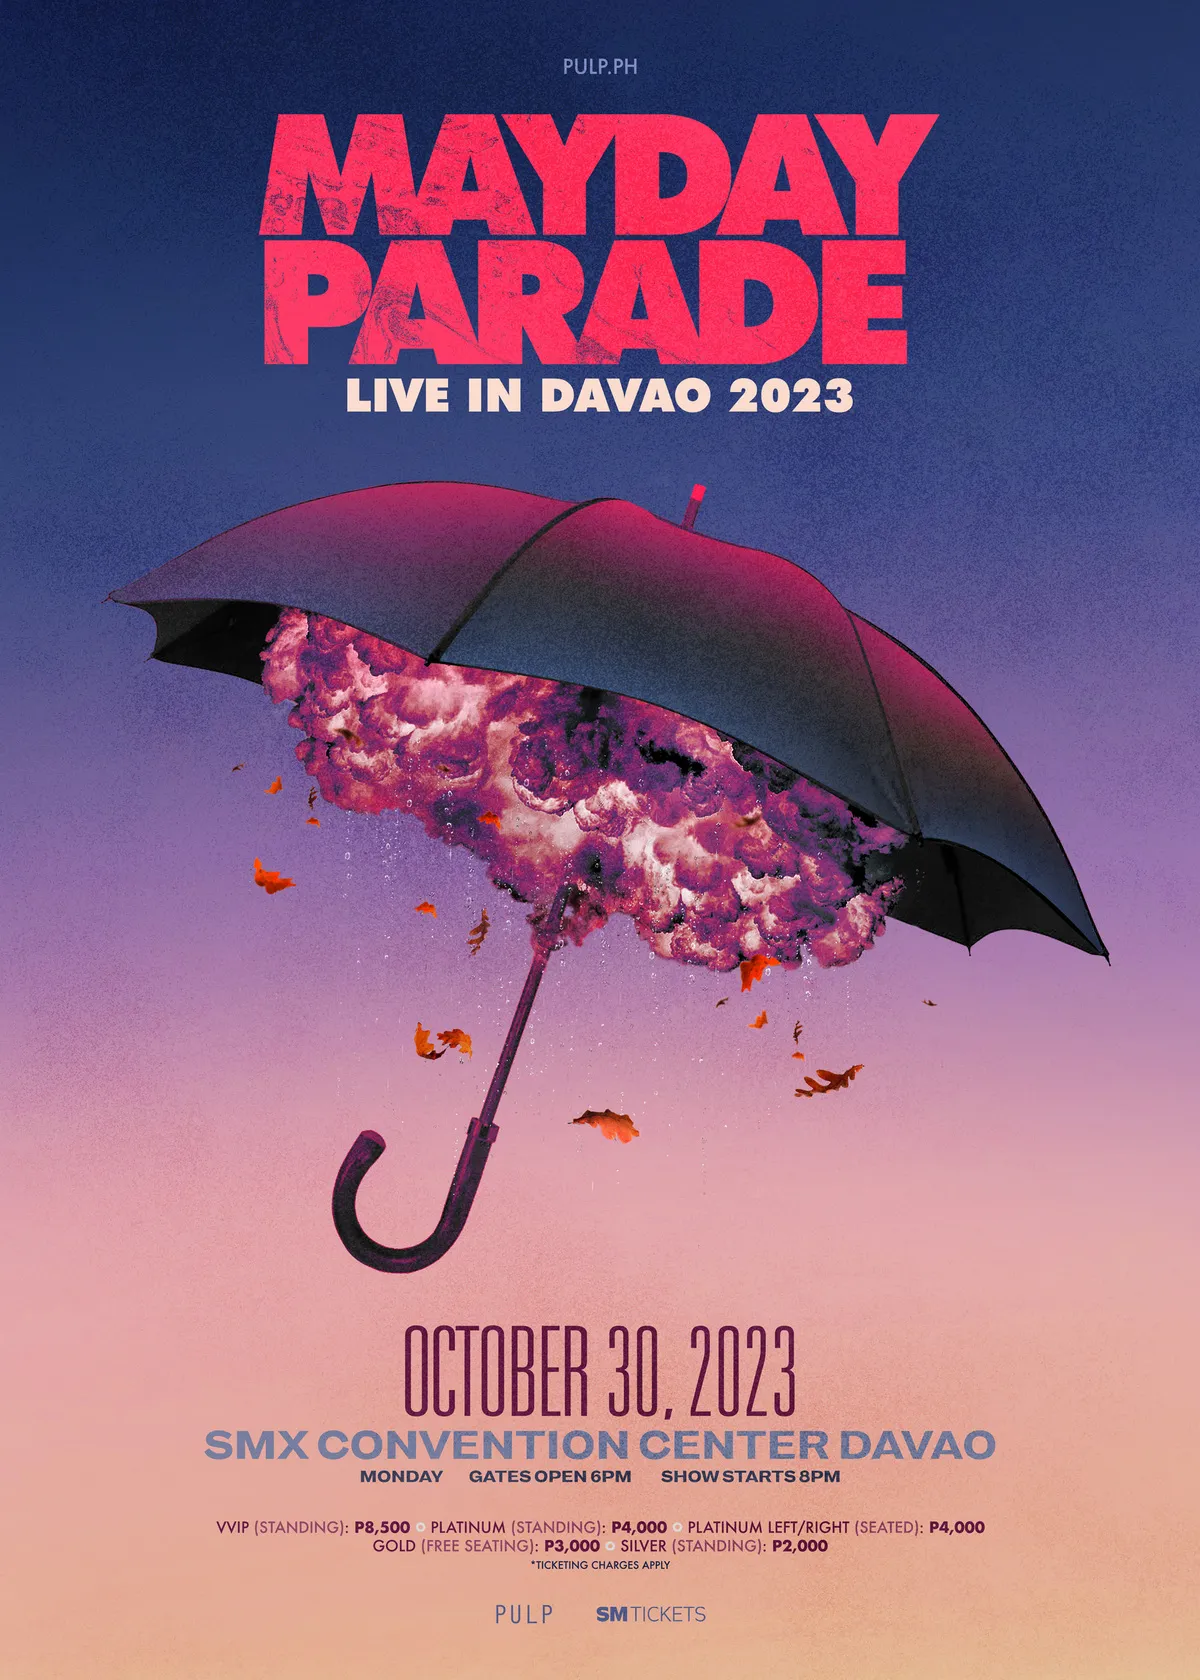 PULP.PH
MAYDAY
PARADE
LIVE IN DAVAO 2023
OCTOBER 30, 2023
SMX CONVENTION CENTER DAVAO
MONDAY GATES OPEN 6PM SHOW STARTS 8PM
VVIP (STANDING): P8,500 o PLATINUM (STANDING): P4,000 o PLATINUM LEFT/RIGHT (SEATED): P4,000
GOLD (FREE SEATING): P3,000 o SILVER (STANDING): P2,000
*TICKETING CHARGES APPLY
PULP SMTICKETS